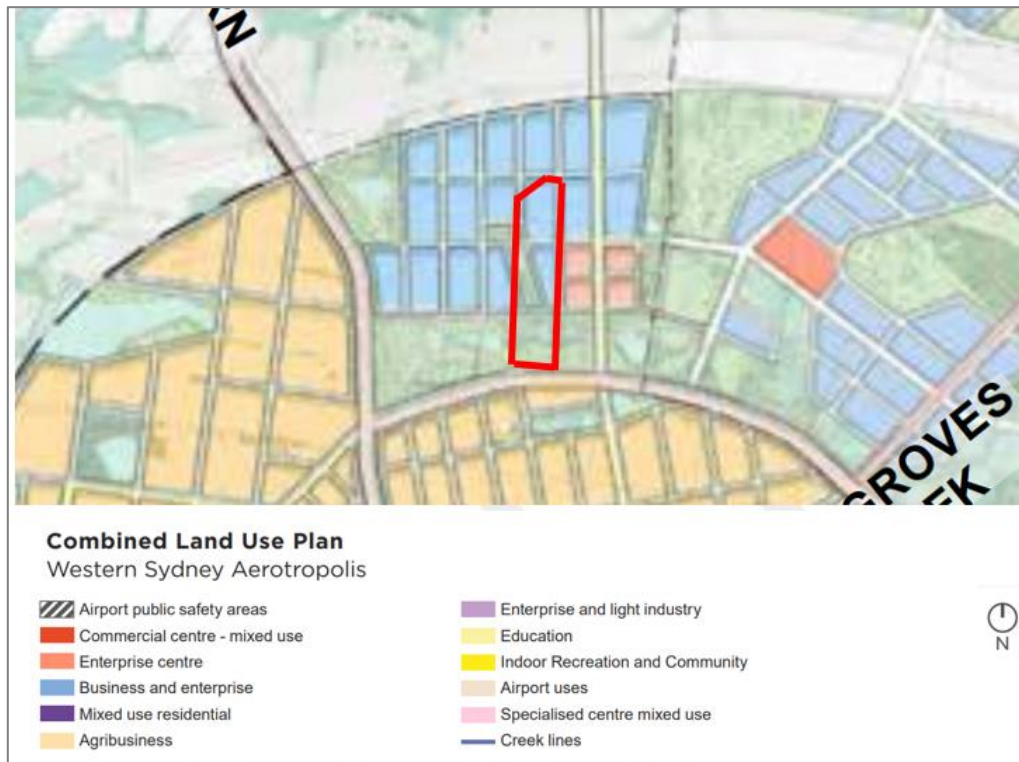 N
GROVES
EK
Combined Land Use Plan
Western Sydney Aerotropolis
Airport public safety areas
Commercial centre - mixed use
Enterprise centre
Business and enterprise
Mixed use residential
Agribusiness
Enterprise and light industry
Education
Indoor Recreation and Community
Airport uses
Specialised centre mixed use
Creek lines
N